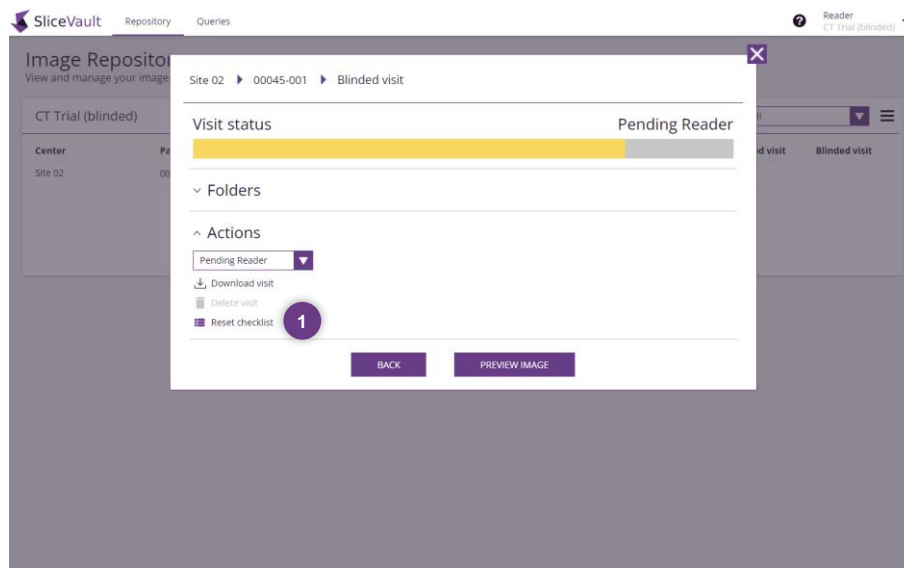 SliceVault Repository Queries
Reader
CT Trial (blinded)
Image Reposito
View and manage your image
Site 02 00045-001 Blinded visit
CT Trial (blinded)
Visit status Pending Reader
Center Pa d visit Blinded visit
Site 02 00
Folders
Actions
Pending Reader
Download visit
Delete visit
Reset checklist 1
BACK PREVIEW IMAGE